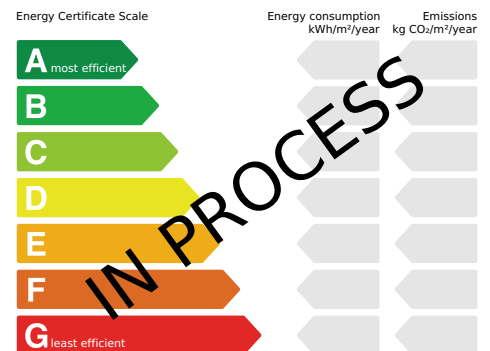 Energy Certificate Scale
Energy consumption
kWh/m²/year
Emissions
kg CO₂/m²/year
A most efficient
B
C
D
E
F
G least efficient
IN PROCESS